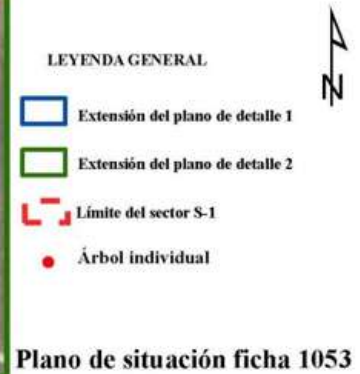 N
LEYENDA GENERAL
Extensión del plano de detalle 1
Extensión del plano de detalle 2
Límite del sector S-1
Árbol individual
Plano de situación ficha 1053